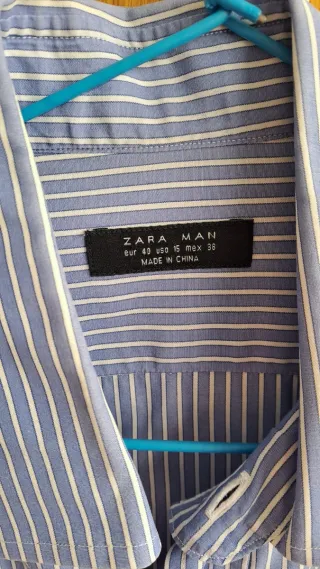 ZARA MAN
eur 40 usa 15 mex 38
MADE IN CHINA